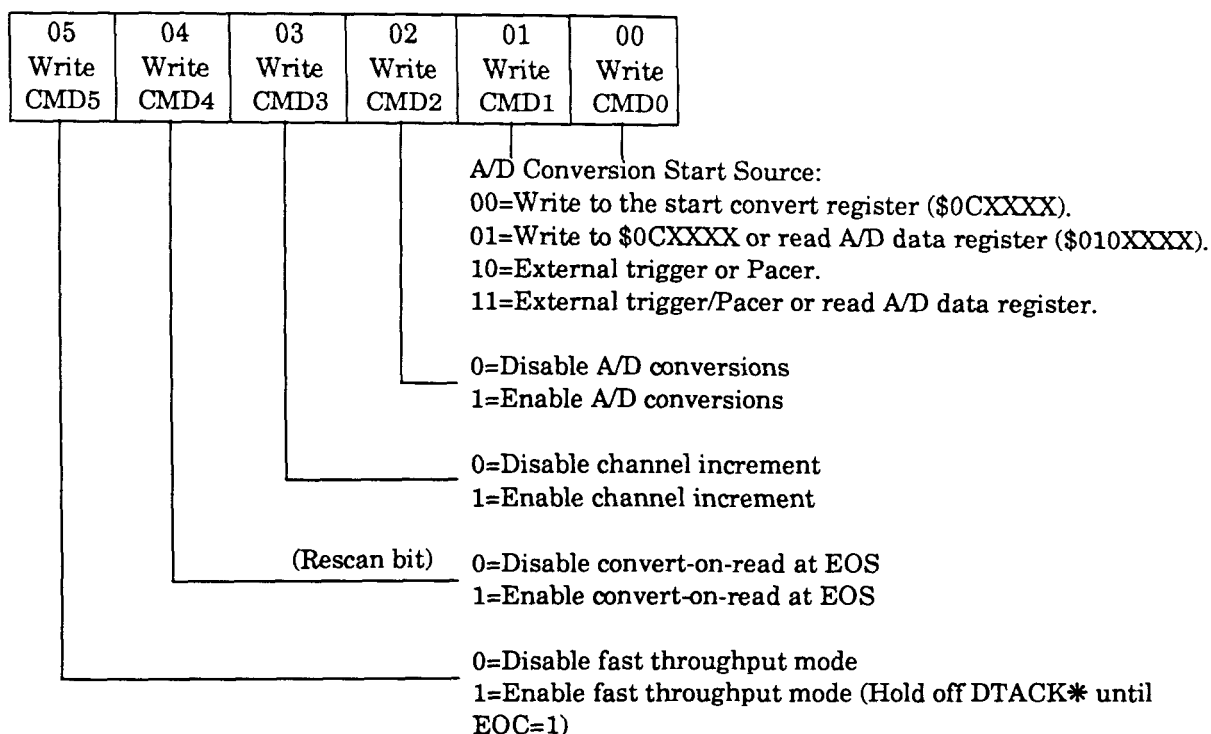 05 04 03 02 01 00
Write Write Write Write Write Write
CMD5 CMD4 CMD3 CMD2 CMD1 CMD0
A/D Conversion Start Source:
00=Write to the start convert register ($0CXXXX).
01=Write to $0CXXXX or read A/D data register ($010XXXX).
10=External trigger or Pacer.
11=External trigger/Pacer or read A/D data register.
0=Disable A/D conversions
1=Enable A/D conversions
0=Disable channel increment
1=Enable channel increment
(Rescan bit) 0=Disable convert-on-read at EOS
1=Enable convert-on-read at EOS
0=Disable fast throughput mode
1=Enable fast throughput mode (Hold off DTACK* until
EOC=1)